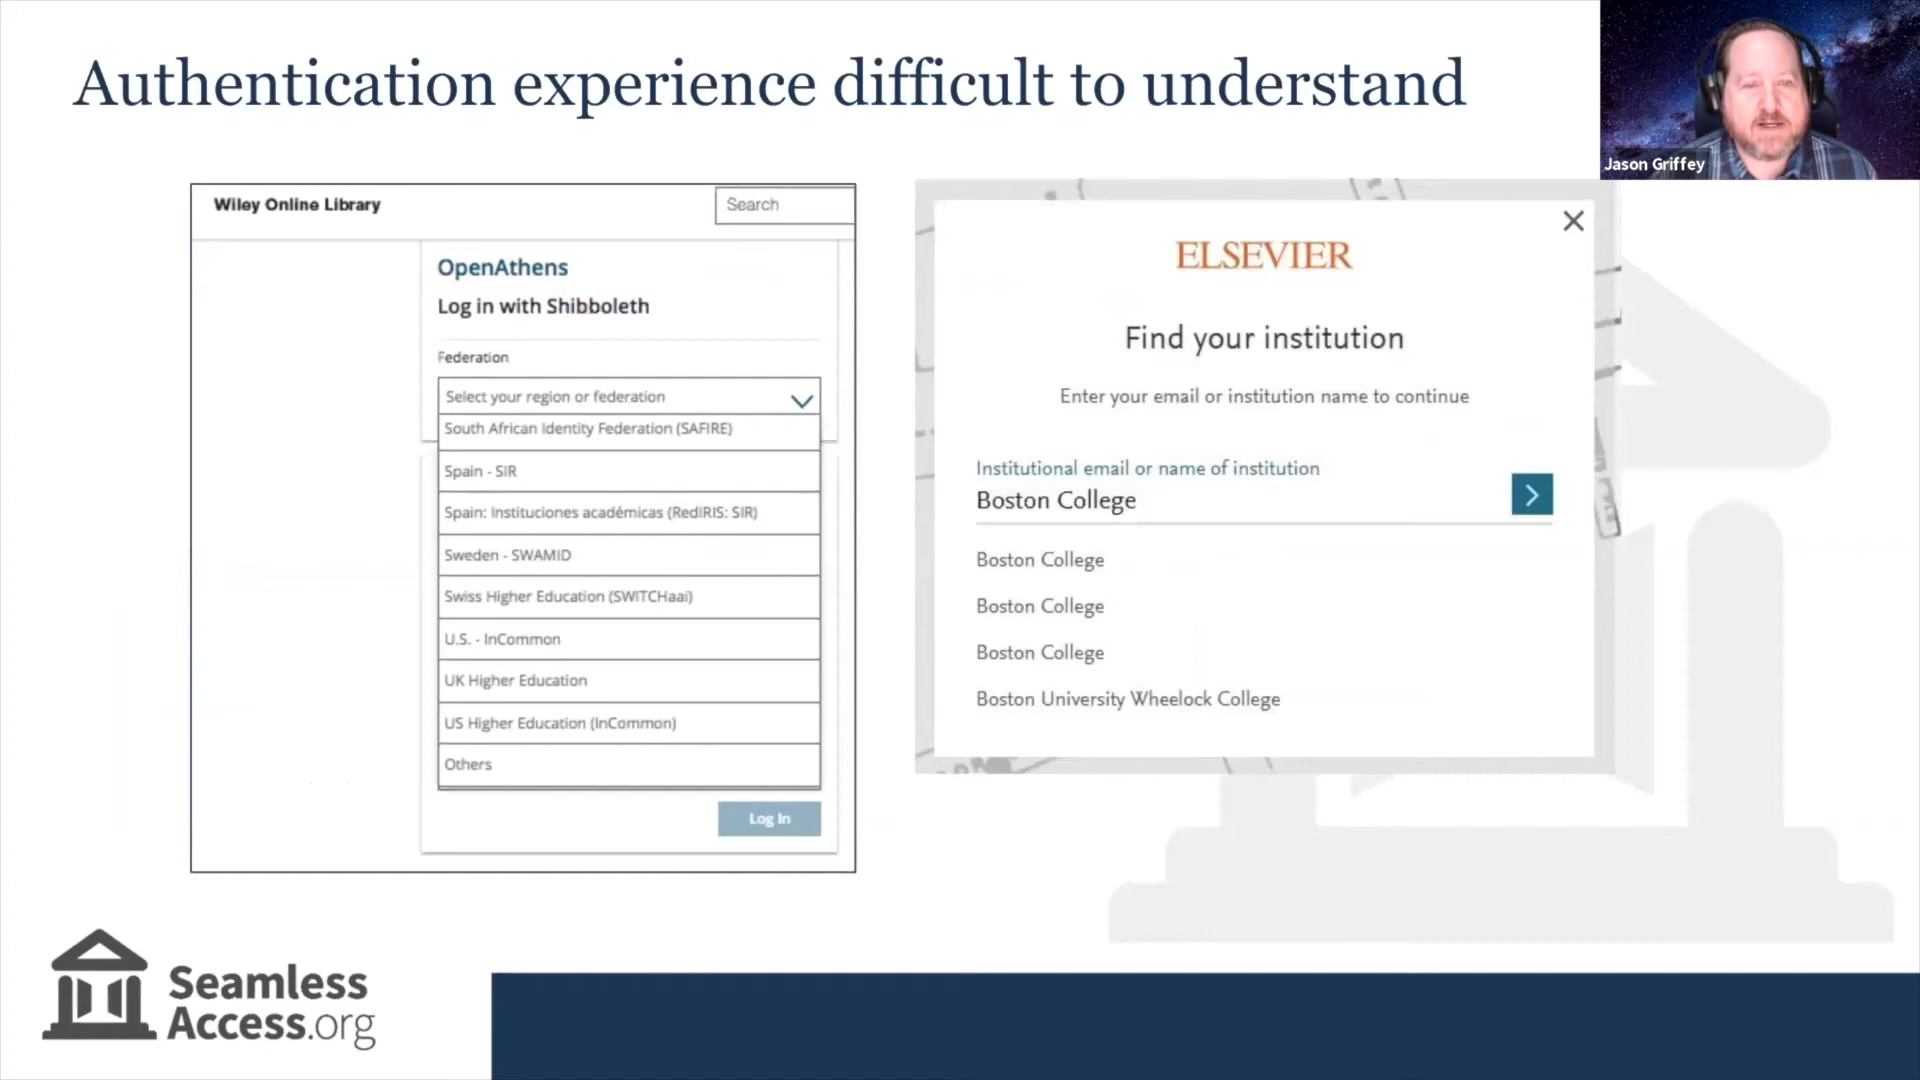 Authentication experience difficult to understand
Jason Griffey
Wiley Online Library
Search
OpenAthens
Log in with Shibboleth
Federation
Select your region or federation
South African Identity Federation (SAFIRE)
Spain - SIR
Spain: Instituciones académicas (RedIRIS: SIR)
Sweden - SWAMID
Swiss Higher Education (SWITCHaai)
U.S. - InCommon
UK Higher Education
US Higher Education (InCommon)
Others
Log In
ELSEVIER
Find your institution
Enter your email or institution name to continue
Institutional email or name of institution
Boston College
Boston College
Boston College
Boston College
Boston University Wheelock College
Seamless
Access.org